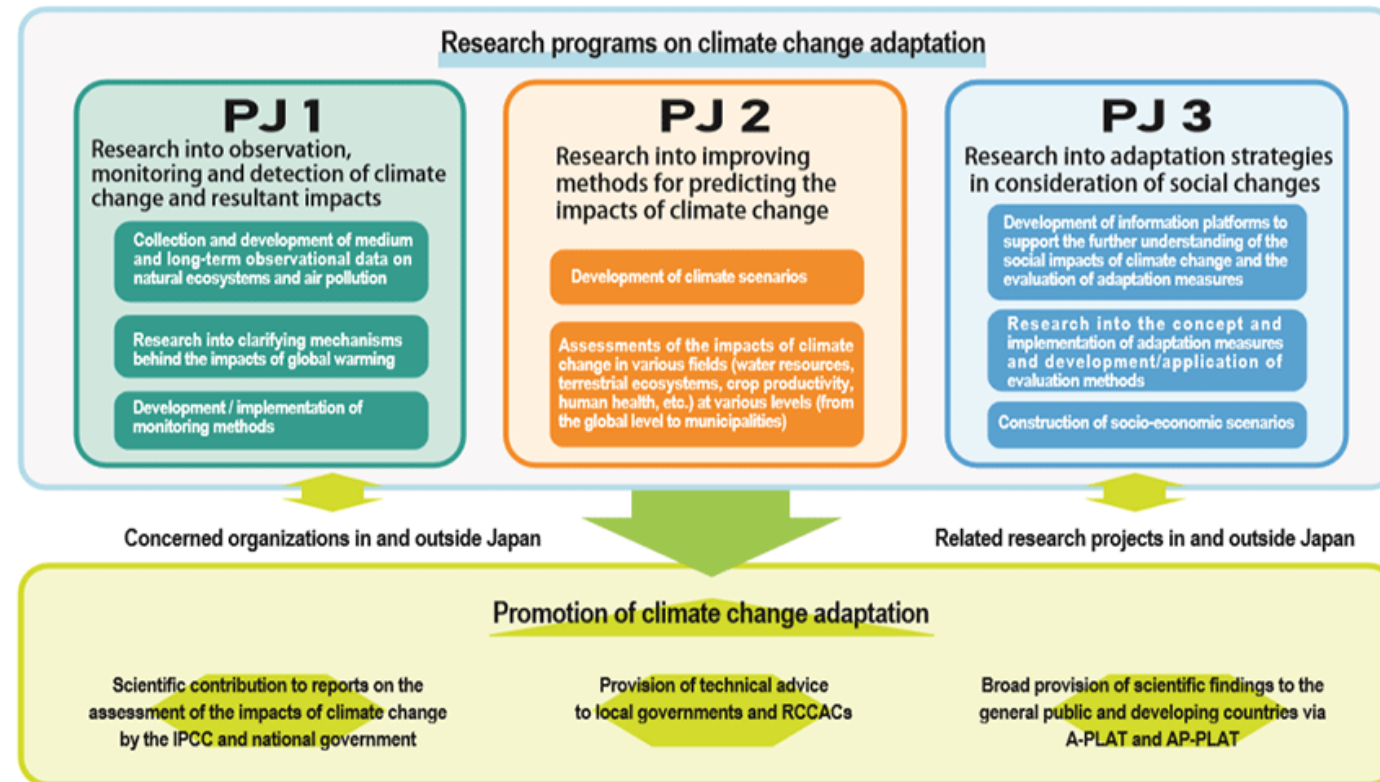 Research programs on climate change adaptation
PJ 1
Research into observation,
monitoring and detection of climate
change and resultant impacts
Collection and development of medium
and long-term observational data on
natural ecosystems and air pollution
Research into clarifying mechanisms
behind the impacts of global warming
Development / implementation of
monitoring methods
PJ 2
Research into improving
methods for predicting the
impacts of climate change
Development of climate scenarios
Assessments of the impacts of climate
change in various fields (water resources,
terrestrial ecosystems, crop productivity,
human health, etc.) at various levels (from
the global level to municipalities)
PJ 3
Research into adaptation strategies
in consideration of social changes
Development of information platforms to
support the further understanding of the
social impacts of climate change and the
evaluation of adaptation measures
Research into the concept and
implementation of adaptation measures
and development/application of
evaluation methods
Construction of socio-economic scenarios
Concerned organizations in and outside Japan
Related research projects in and outside Japan
Promotion of climate change adaptation
Scientific contribution to reports on the
assessment of the impacts of climate change
by the IPCC and national government
Provision of technical advice
to local governments and RCCACs
Broad provision of scientific findings to the
general public and developing countries via
A-PLAT and AP-PLAT